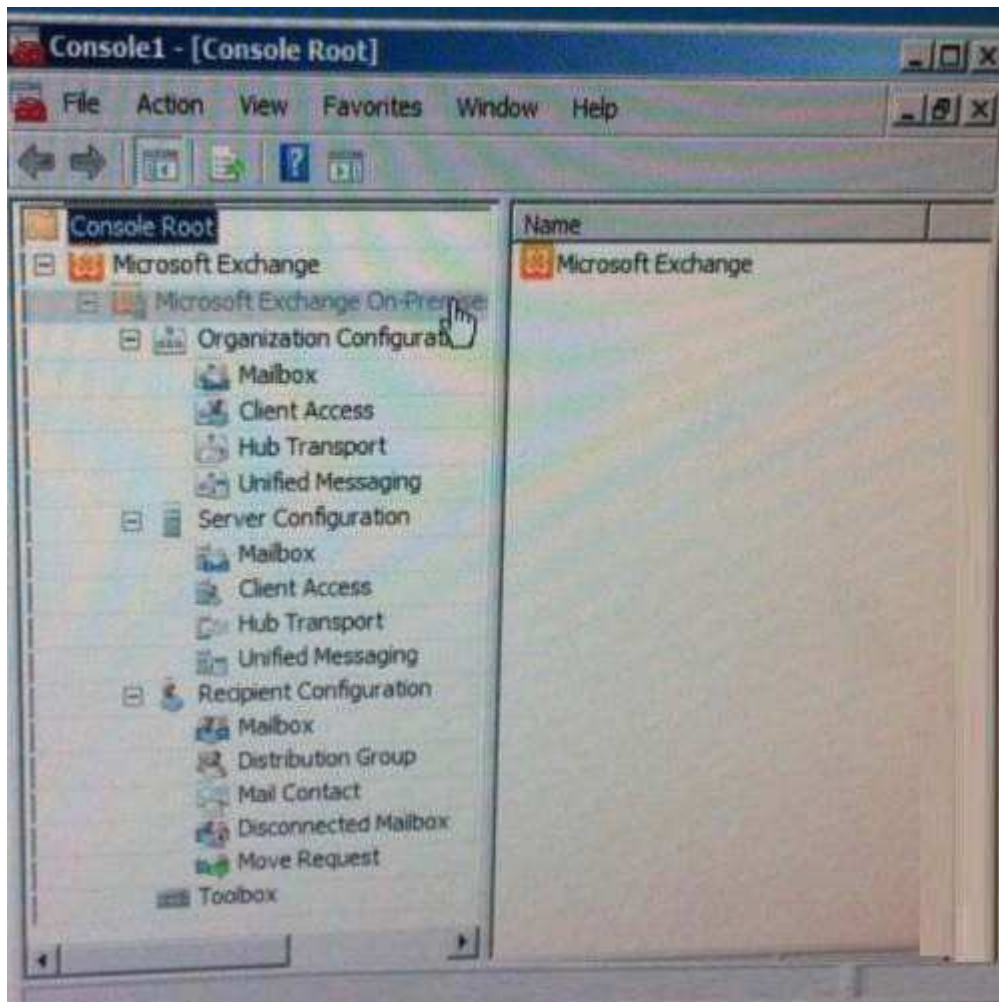 Console1 - [Console Root]
File Action View Favorites Window Help
Console Root
Microsoft Exchange
Microsoft Exchange On-Premise
Organization Configurati
Mailbox
Client Access
Hub Transport
Unified Messaging
Server Configuration
Mailbox
Client Access
Hub Transport
Unified Messaging
Recipient Configuration
Mailbox
Distribution Group
Mail Contact
Disconnected Mailbox
Move Request
Toolbox
Name
Microsoft Exchange